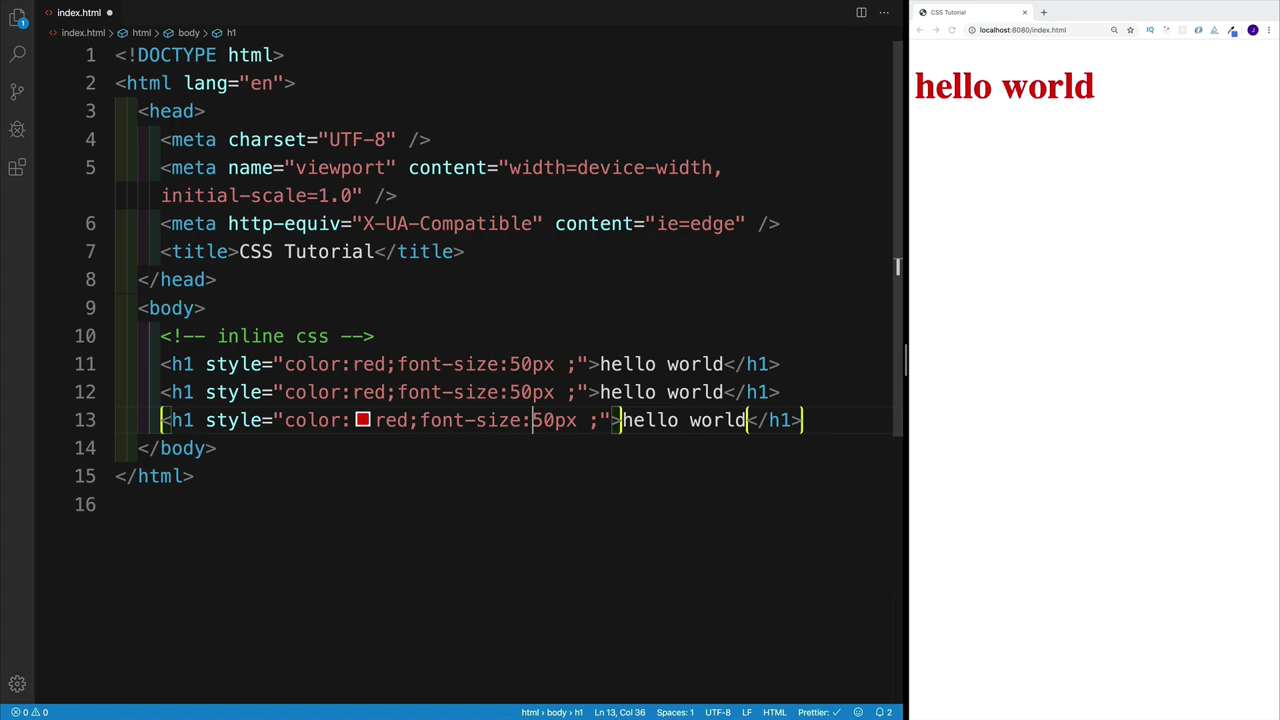 index.html
index.html > html > body > h1
1 <!DOCTYPE html>
2 <html lang="en">
3 <head>
4 <meta charset="UTF-8" />
5 <meta name="viewport" content="width=device-width,
initial-scale=1.0" />
6 <meta http-equiv="X-UA-Compatible" content="ie=edge" />
7 <title>CSS Tutorial</title>
8 </head>
9 <body>
10 <!-- inline css -->
11 <h1 style="color:red;font-size:50px ;">hello world</h1>
12 <h1 style="color:red;font-size:50px ;">hello world</h1>
13 <h1 style="color:red;font-size:50px ;">hello world</h1>
14 </body>
15 </html>
16
1
0 0
html > body > h1 Ln 13, Col 36 Spaces: 1 UTF-8 LF HTML Prettier: ✓ 2
CSS Tutorial
localhost:8080/index.html
IQ
J
hello world